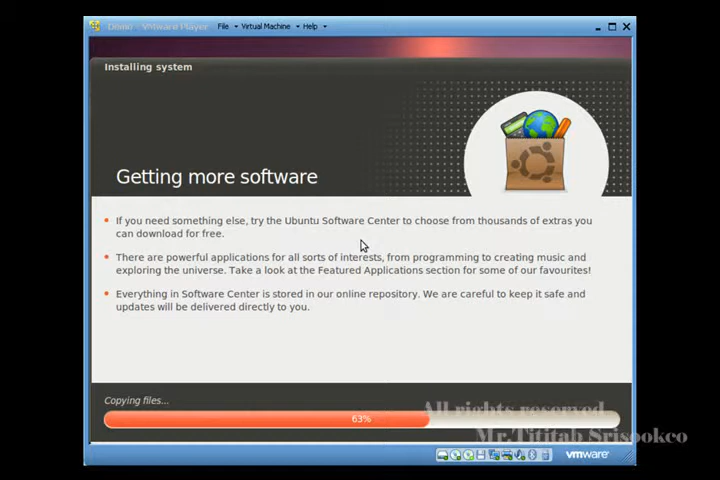 Demo - VMware Player File Virtual Machine Help
Installing system
Getting more software
If you need something else, try the Ubuntu Software Center to choose from thousands of extras you
can download for free.
There are powerful applications for all sorts of interests, from programming to creating music and
exploring the universe. Take a look at the Featured Applications section for some of our favourites!
Everything in Software Center is stored in our online repository. We are careful to keep it safe and
updates will be delivered directly to you.
Copying files...
63%
All rights reserved
Mr.Tititab Srisookco
vmware